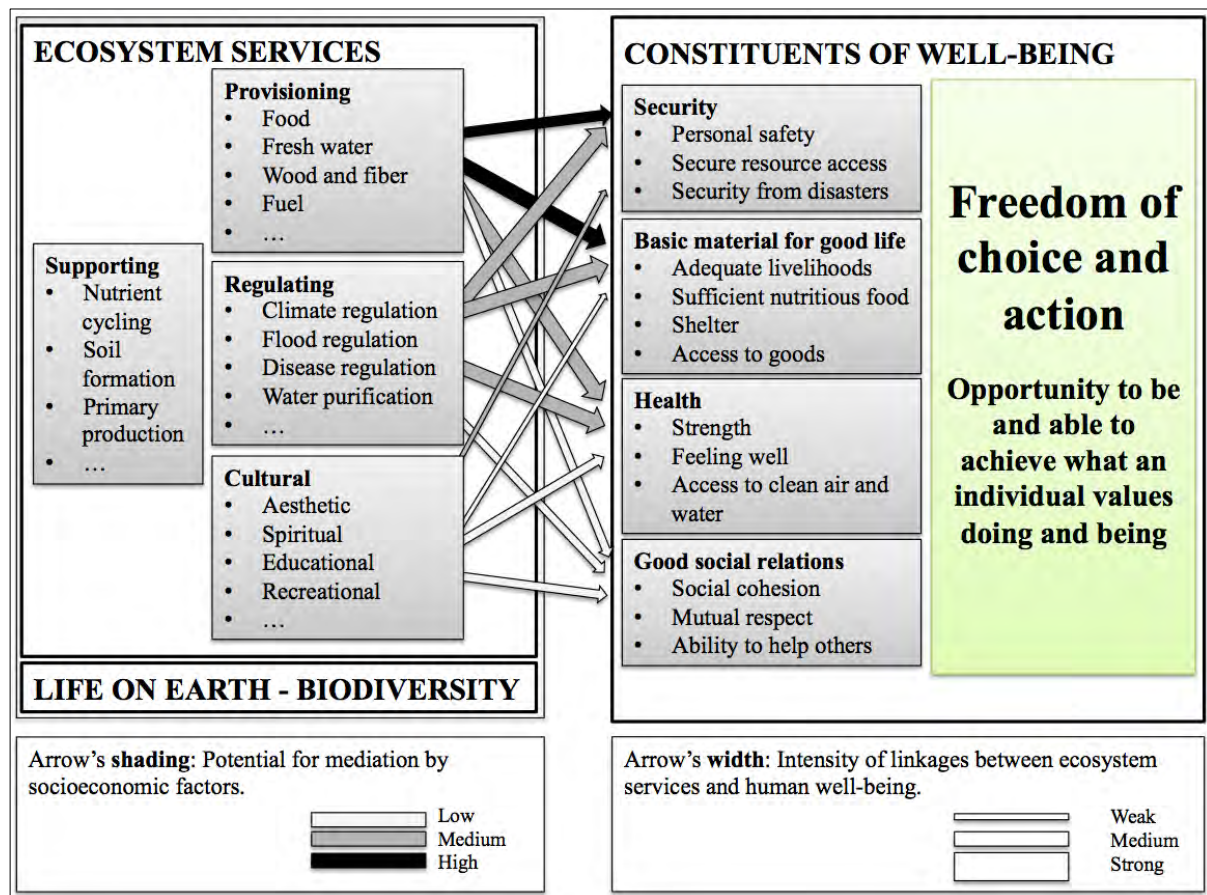 ECOSYSTEM SERVICES
Provisioning
• Food
• Fresh water
• Wood and fiber
• Fuel
• …
Supporting
• Nutrient
cycling
• Soil
formation
• Primary
production
• …
Regulating
• Climate regulation
• Flood regulation
• Disease regulation
• Water purification
• …
Cultural
• Aesthetic
• Spiritual
• Educational
• Recreational
• …
LIFE ON EARTH - BIODIVERSITY
CONSTITUENTS OF WELL-BEING
Security
• Personal safety
• Secure resource access
• Security from disasters
Basic material for good life
• Adequate livelihoods
• Sufficient nutritious food
• Shelter
• Access to goods
Health
• Strength
• Feeling well
• Access to clean air and
water
Good social relations
• Social cohesion
• Mutual respect
• Ability to help others
Freedom of
choice and
action
Opportunity to be
and able to
achieve what an
individual values
doing and being
Arrow's shading: Potential for mediation by
socioeconomic factors.
Low
Medium
High
Arrow's width: Intensity of linkages between ecosystem
services and human well-being.
Weak
Medium
Strong